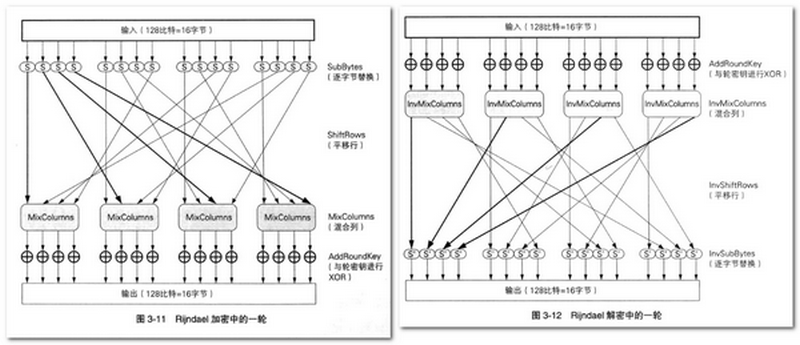 输入（128比特=16字节）
S S S S S S S S S S S S S S S S
SubBytes
（逐字节替换）
ShiftRows
（平移行）
MixColumns MixColumns MixColumns MixColumns
MixColumns
（混合列）
AddRoundKey
（与轮密钥进行
XOR）
输出（128比特=16字节）
图 3-11 Rijndael 加密中的一轮
输入（128比特=16字节）
AddRoundKey
（与轮密钥进行XOR）
InvMixColumns InvMixColumns InvMixColumns InvMixColumns
InvMixColumns
（混合列）
InvShiftRows
（平移行）
InvSubBytes
（逐字节替换）
输出（128比特=16字节）
图 3-12 Rijndael 解密中的一轮